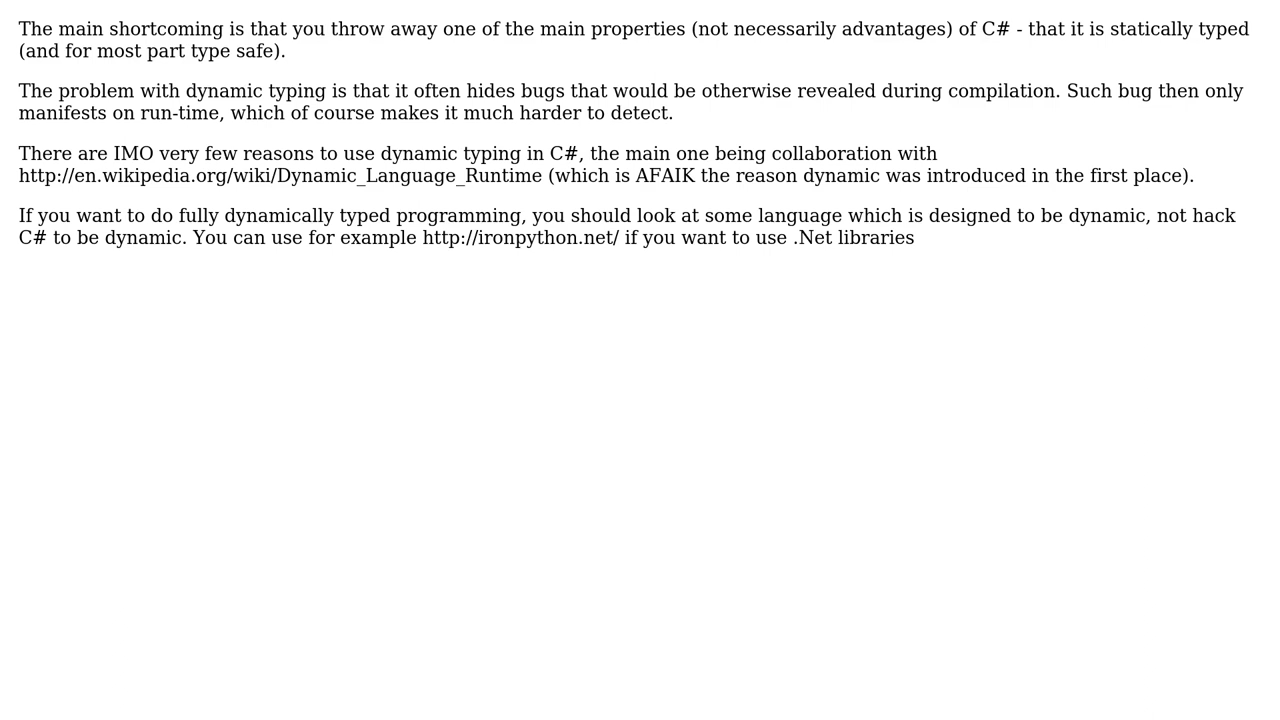 The main shortcoming is that you throw away one of the main properties (not necessarily advantages) of C# - that it is statically typed
(and for most part type safe).
The problem with dynamic typing is that it often hides bugs that would be otherwise revealed during compilation. Such bug then only
manifests on run-time, which of course makes it much harder to detect.
There are IMO very few reasons to use dynamic typing in C#, the main one being collaboration with
http://en.wikipedia.org/wiki/Dynamic_Language_Runtime (which is AFAIK the reason dynamic was introduced in the first place).
If you want to do fully dynamically typed programming, you should look at some language which is designed to be dynamic, not hack
C# to be dynamic. You can use for example http://ironpython.net/ if you want to use .Net libraries